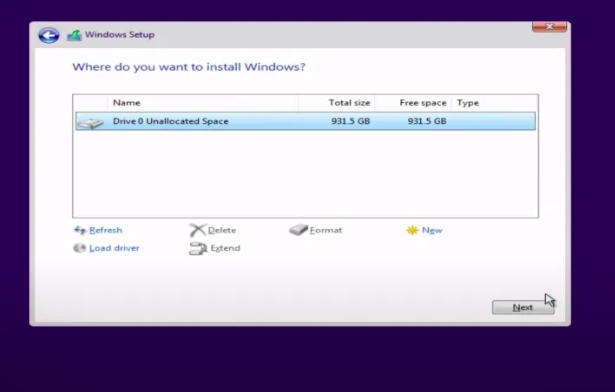 Windows Setup
Where do you want to install Windows?
Name Total size Free space Type
Drive 0 Unallocated Space 931.5 GB 931.5 GB
Refresh Delete Format New
Load driver Extend
Next